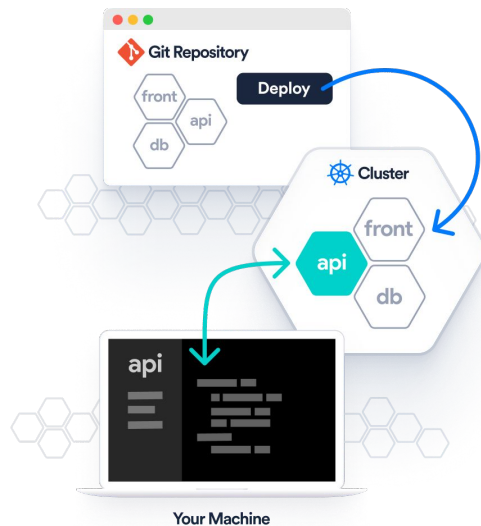 Git Repository
Deploy
front
api
db
Cluster
front
api
db
api
Your Machine